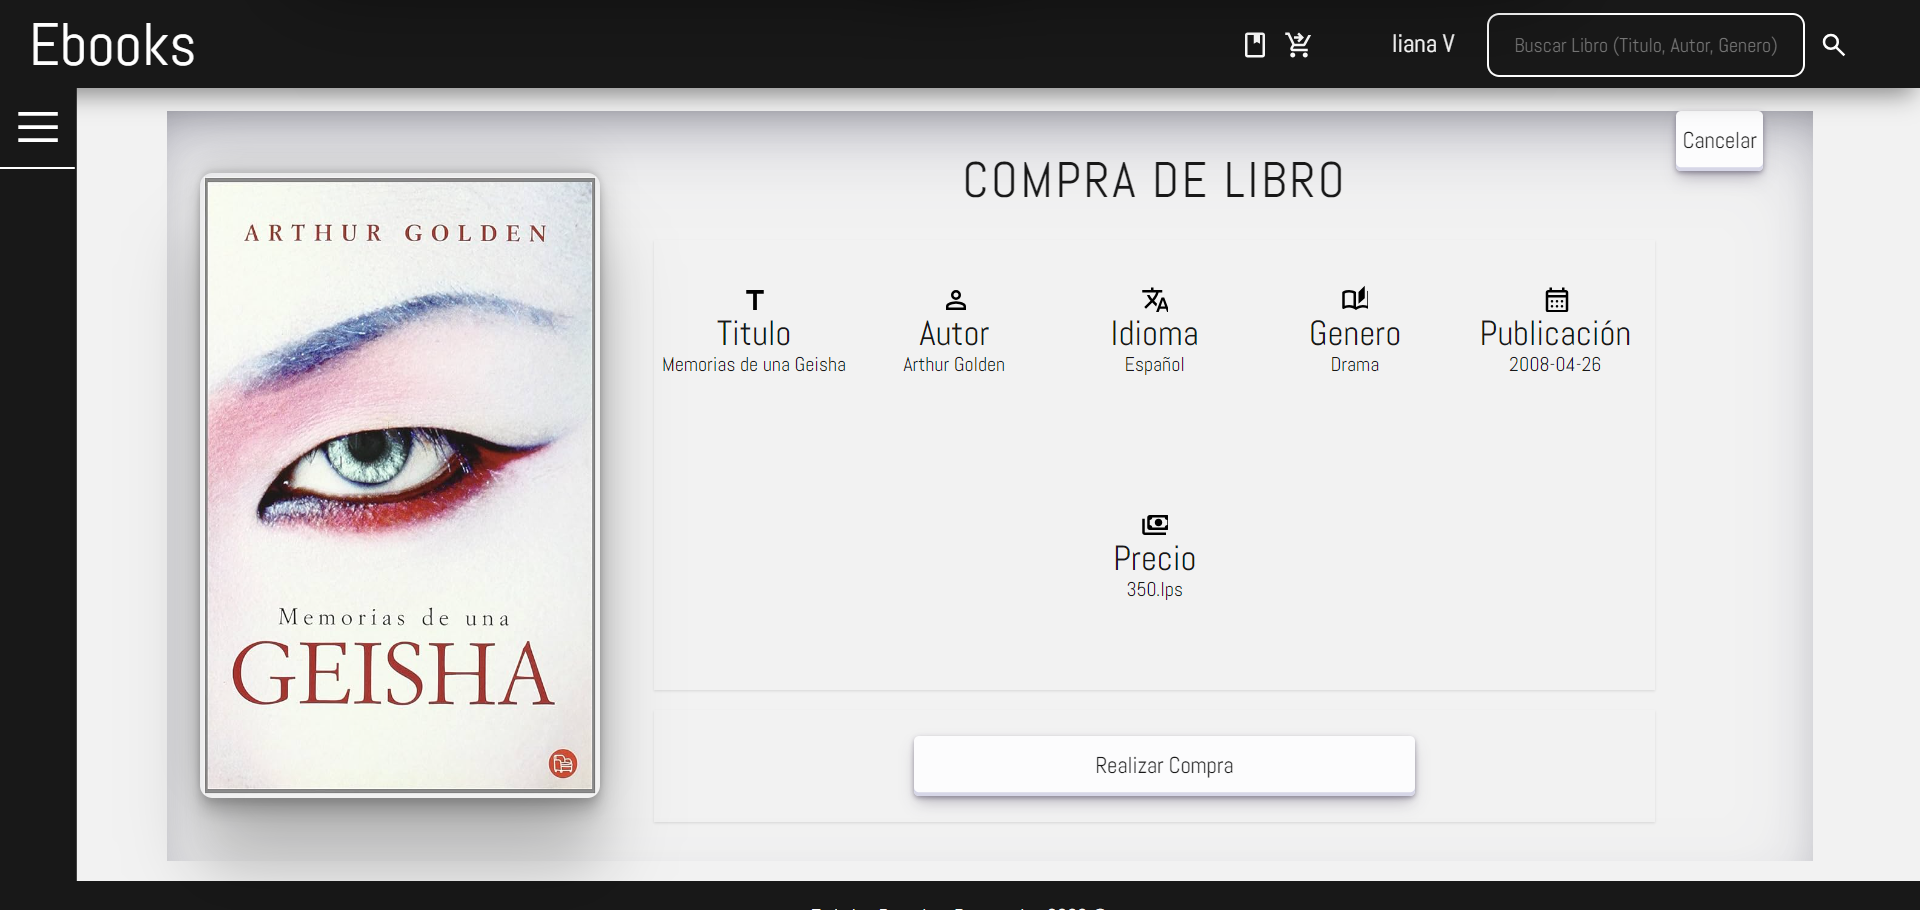 Ebooks
liana V
Buscar Libro (Titulo, Autor, Genero)
Cancelar
COMPRA DE LIBRO
ARTHUR GOLDEN
Memorias de una
GEISHA
Titulo
Memorias de una Geisha
Autor
Arthur Golden
Idioma
Español
Genero
Drama
Publicación
2008-04-26
Precio
350.lps
Realizar Compra